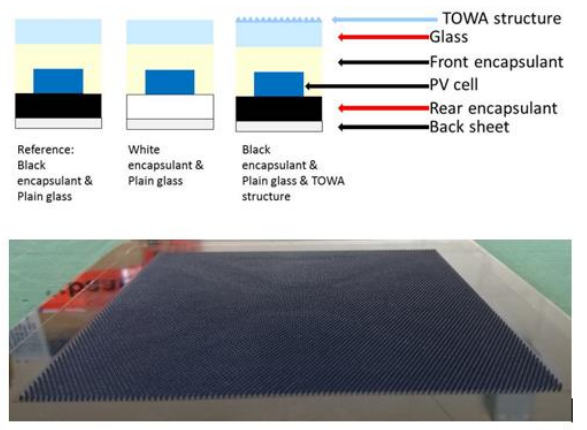 TOWA structure
Glass
Front encapsulant
PV cell
Rear encapsulant
Back sheet
Reference:
Black
encapsulant &
Plain glass
White
encapsulant &
Plain glass
Black
encapsulant &
Plain glass & TOWA
structure